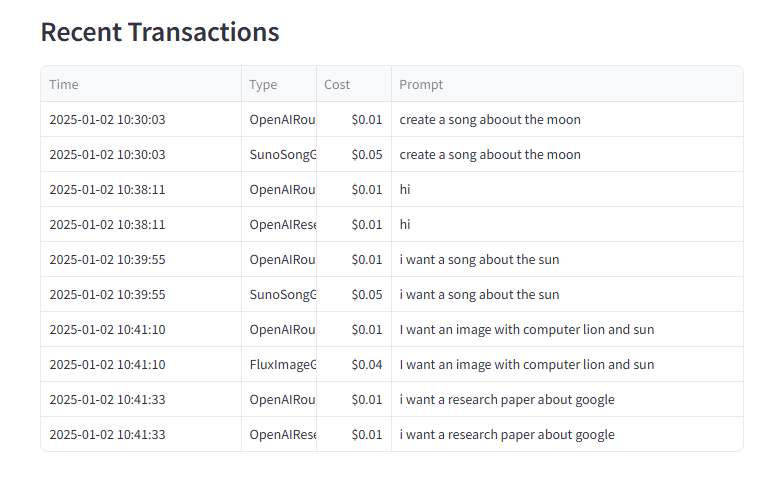 Recent Transactions
Time Type Cost Prompt
2025-01-02 10:30:03 OpenAIRou $0.01 create a song aboout the moon
2025-01-02 10:30:03 SunoSongG $0.05 create a song aboout the moon
2025-01-02 10:38:11 OpenAIRou $0.01 hi
2025-01-02 10:38:11 OpenAIRese $0.01 hi
2025-01-02 10:39:55 OpenAIRou $0.01 i want a song about the sun
2025-01-02 10:39:55 SunoSongG $0.05 i want a song about the sun
2025-01-02 10:41:10 OpenAIRou $0.01 I want an image with computer lion and sun
2025-01-02 10:41:10 FluxImageG $0.04 I want an image with computer lion and sun
2025-01-02 10:41:33 OpenAIRou $0.01 i want a research paper about google
2025-01-02 10:41:33 OpenAIRese $0.01 i want a research paper about google